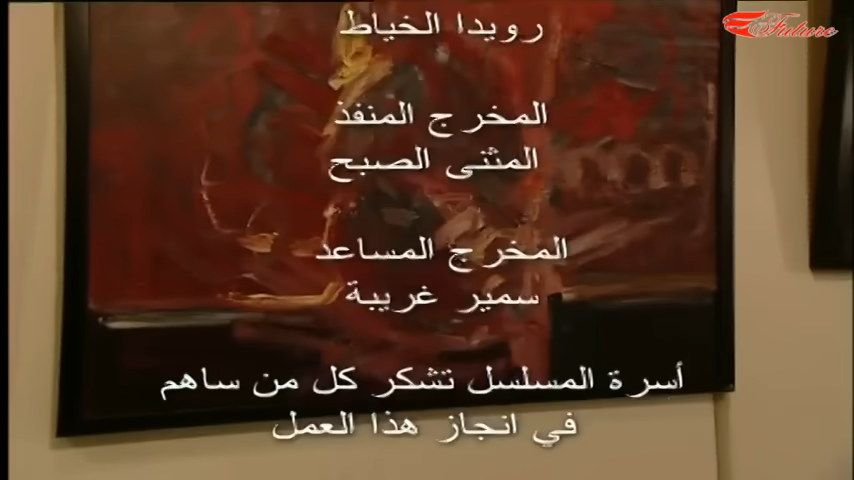 Future
رويدا الخياط
المخرج المنفذ
المثنى الصبح
المخرج المساعد
سمير غريبة
أسرة المسلسل تشكر كل من ساهم
في انجاز هذا العمل